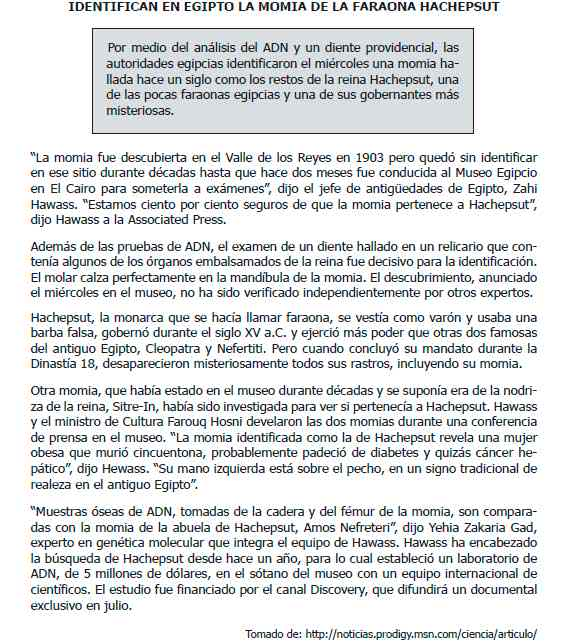 IDENTIFICAN EN EGIPTO LA MOMIA DE LA FARAONA HACHEPSUT
Por medio del análisis del ADN y un diente providencial, las
autoridades egipcias identificaron el miércoles una momia ha-
llada hace un siglo como los restos de la reina Hachepsut, una
de las pocas faraonas egipcias y una de sus gobernantes más
misteriosas.
“La momia fue descubierta en el Valle de los Reyes en 1903 pero quedó sin identificar
en ese sitio durante décadas hasta que hace dos meses fue conducida al Museo Egipcio
en El Cairo para someterla a exámenes”, dijo el jefe de antigüedades de Egipto, Zahi
Hawass. “Estamos ciento por ciento seguros de que la momia pertenece a Hachepsut”,
dijo Hawass a la Associated Press.
Además de las pruebas de ADN, el examen de un diente hallado en un relicario que con-
tenía algunos de los órganos embalsamados de la reina fue decisivo para la identificación.
El molar calza perfectamente en la mandíbula de la momia. El descubrimiento, anunciado
el miércoles en el museo, no ha sido verificado independientemente por otros expertos.
Hachepsut, la monarca que se hacía llamar faraona, se vestía como varón y usaba una
barba falsa, gobernó durante el siglo XV a.C. y ejerció más poder que otras dos famosas
del antiguo Egipto, Cleopatra y Nefertiti. Pero cuando concluyó su mandato durante la
Dinastía 18, desaparecieron misteriosamente todos sus rastros, incluyendo su momia.
Otra momia, que había estado en el museo durante décadas y se suponía era de la nodri-
za de la reina, Sitre-In, había sido investigada para ver si pertenecía a Hachepsut. Hawass
y el ministro de Cultura Farouq Hosni develaron las dos momias durante una conferencia
de prensa en el museo. “La momia identificada como la de Hachepsut revela una mujer
obesa que murió cincuentona, probablemente padeció de diabetes y quizás cáncer he-
pático”, dijo Hewass. “Su mano izquierda está sobre el pecho, en un signo tradicional de
realeza en el antiguo Egipto”.
“Muestras óseas de ADN, tomadas de la cadera y del fémur de la momia, son compara-
das con la momia de la abuela de Hachepsut, Amos Nefreteri”, dijo Yehia Zakaria Gad,
experto en genética molecular que integra el equipo de Hawass. Hawass ha encabezado
la búsqueda de Hachepsut desde hace un año, para lo cual estableció un laboratorio de
ADN, de 5 millones de dólares, en el sótano del museo con un equipo internacional de
científicos. El estudio fue financiado por el canal Discovery, que difundirá un documental
exclusivo en julio.
Tomado de: http://noticias.prodigy.msn.com/ciencia/articulo/